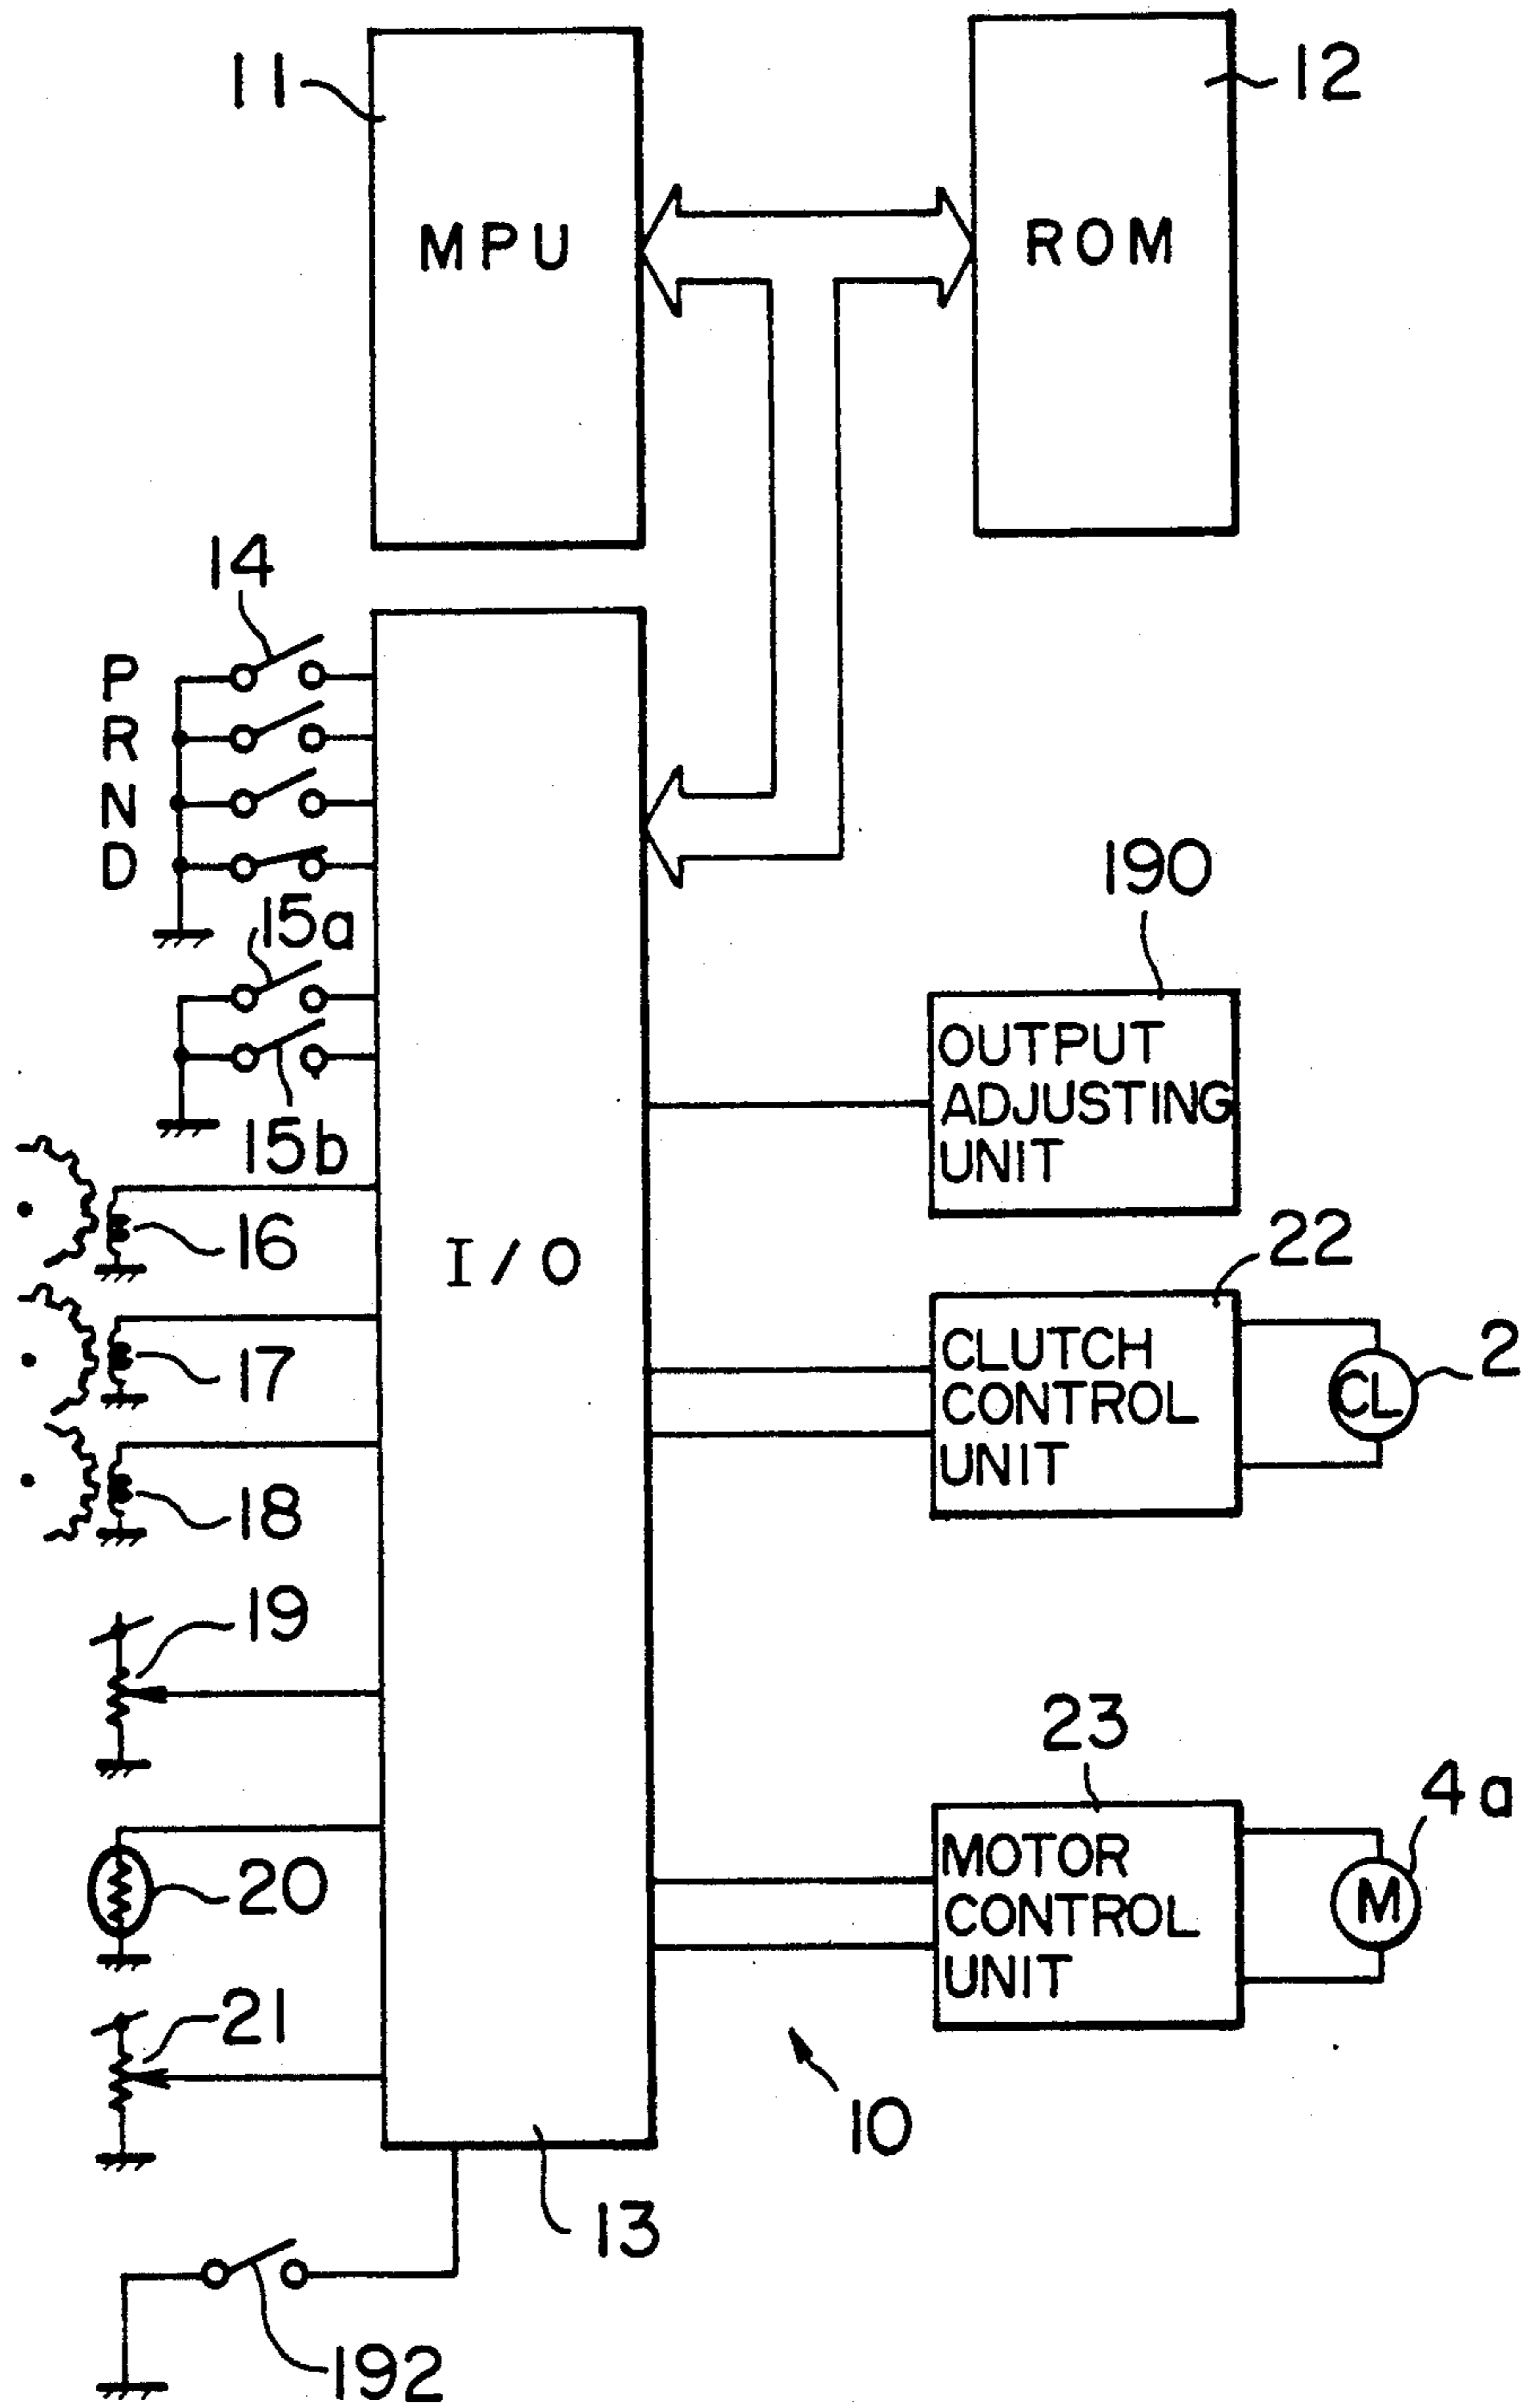 11
12
MPU
ROM
14
P
R
N
D
15a
15b
190
OUTPUT
ADJUSTING
UNIT
16
I/O
22
CLUTCH
CONTROL
UNIT
CL
2
17
18
19
23
4a
MOTOR
CONTROL
UNIT
M
20
21
10
13
192